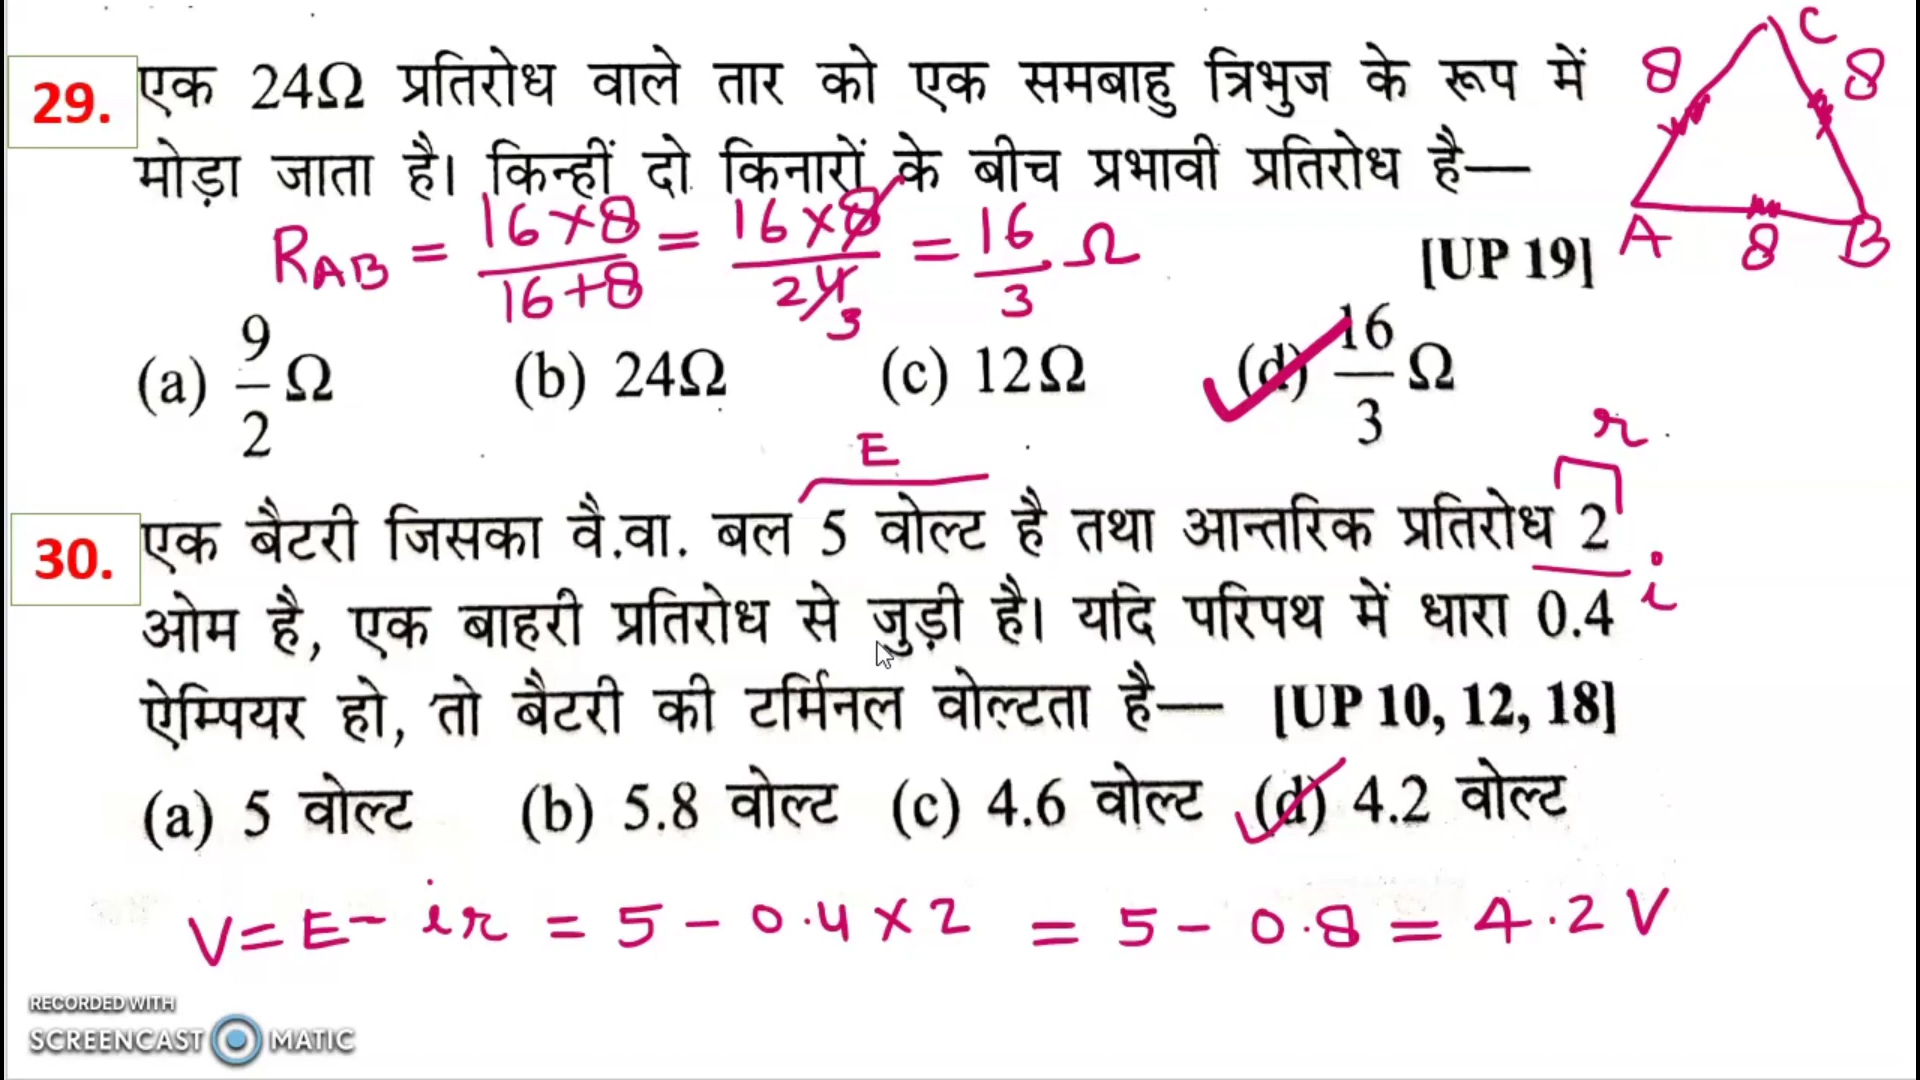 29.
एक 24Ω प्रतिरोध वाले तार को एक समबाहु त्रिभुज के रूप में
मोड़ा जाता है। किन्हीं दो किनारों के बीच प्रभावी प्रतिरोध है—
C
8 8
A 8 B
R_AB = 16×8/16+8 = 16×8/24 3 = 16/3 Ω
[UP 19]
(a) 9/2 Ω (b) 24Ω (c) 12Ω (d) 16/3 Ω
E r
30.
एक बैटरी जिसका वै.वा. बल 5 वोल्ट है तथा आन्तरिक प्रतिरोध 2
ओम है, एक बाहरी प्रतिरोध से जुड़ी है। यदि परिपथ में धारा 0.4 i
ऐम्पियर हो, तो बैटरी की टर्मिनल वोल्टता है— [UP 10, 12, 18]
(a) 5 वोल्ट (b) 5.8 वोल्ट (c) 4.6 वोल्ट (d) 4.2 वोल्ट
V = E - ir = 5 - 0.4 × 2 = 5 - 0.8 = 4.2 V
RECORDED WITH
SCREENCAST MATIC